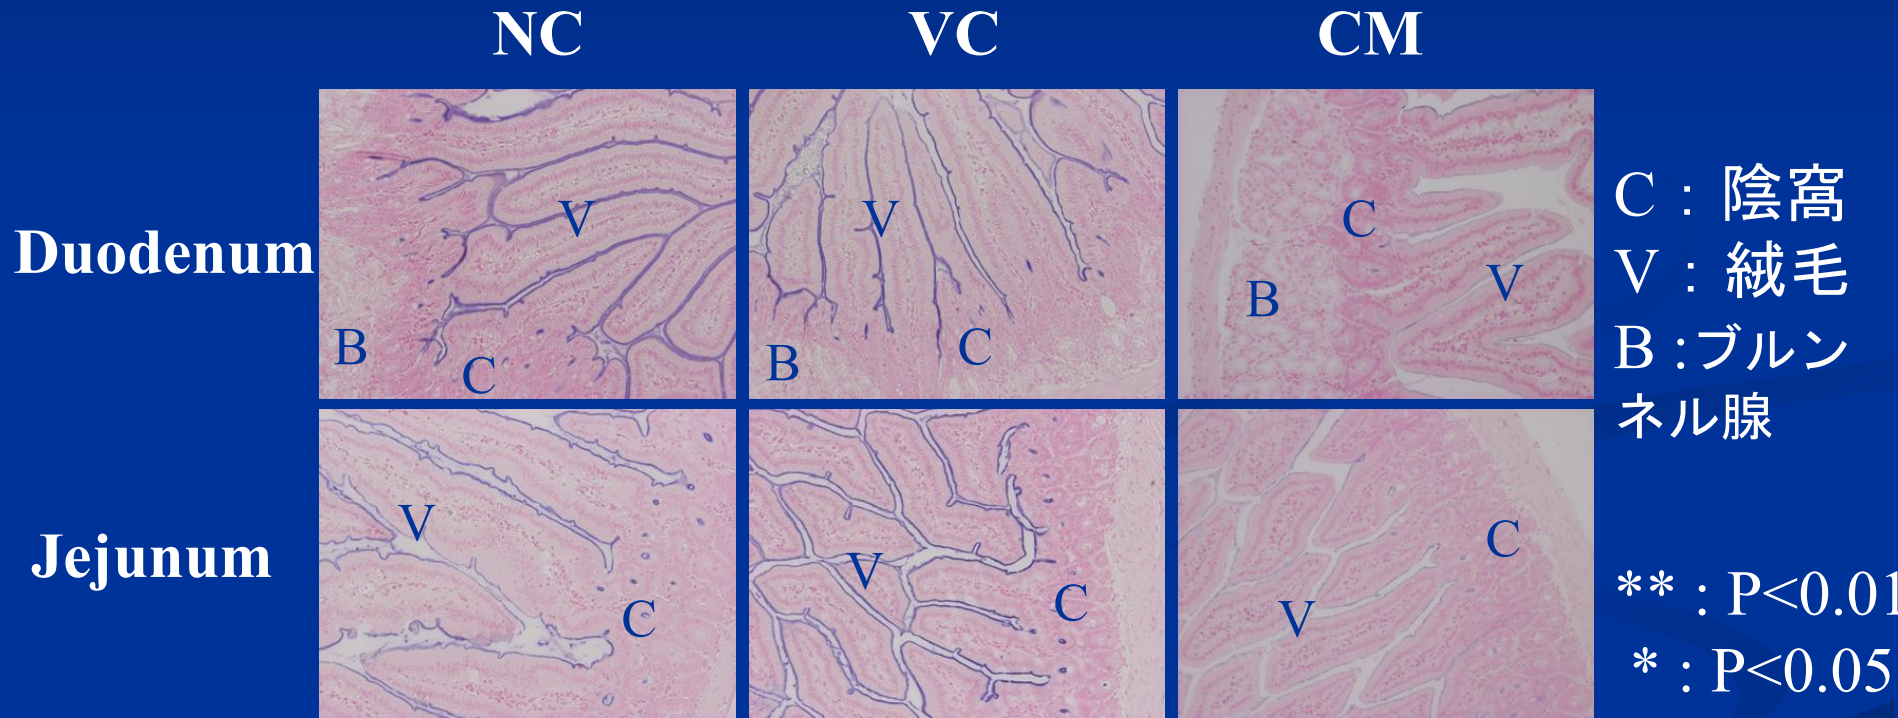 NC VC CM
Duodenum
V
B
C
V
B
C
C
B
V
Jejunum
V
C
V
C
C
V
C : 陰窩
V : 絨毛
B :ブルン
ネル腺
** : P<0.01
* : P<0.05